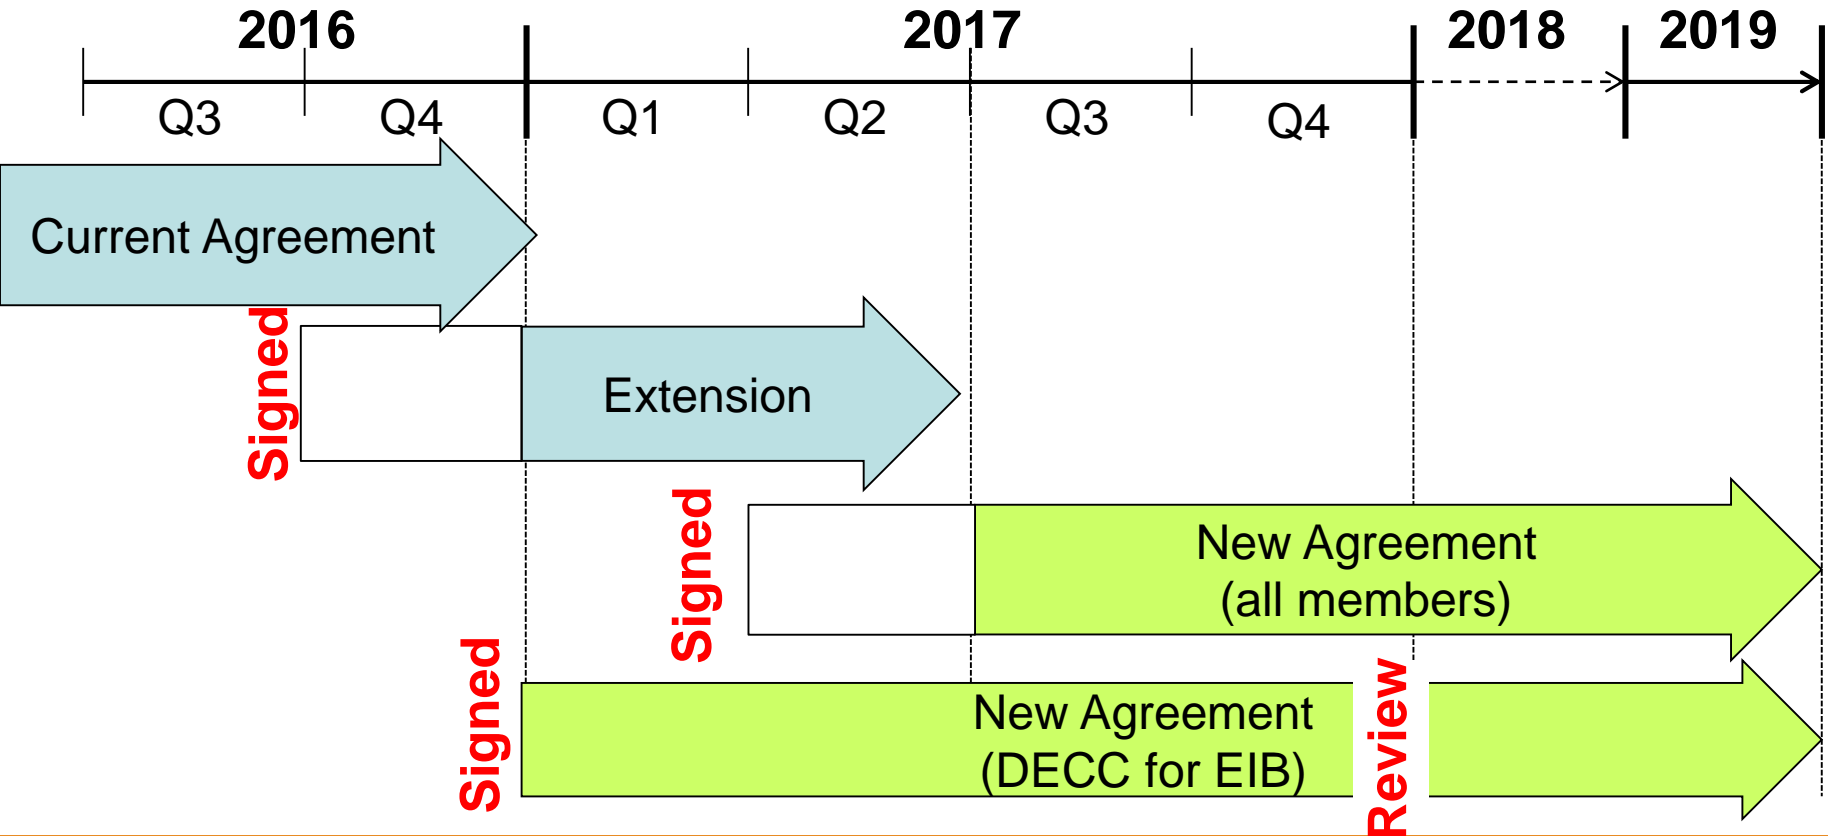 2016
2017
2018
2019
Q3
Q4
Q1
Q2
Q3
Q4
Current Agreement
Signed
Extension
Signed
New Agreement
(all members)
Signed
New Agreement
(DECC for EIB)
Review